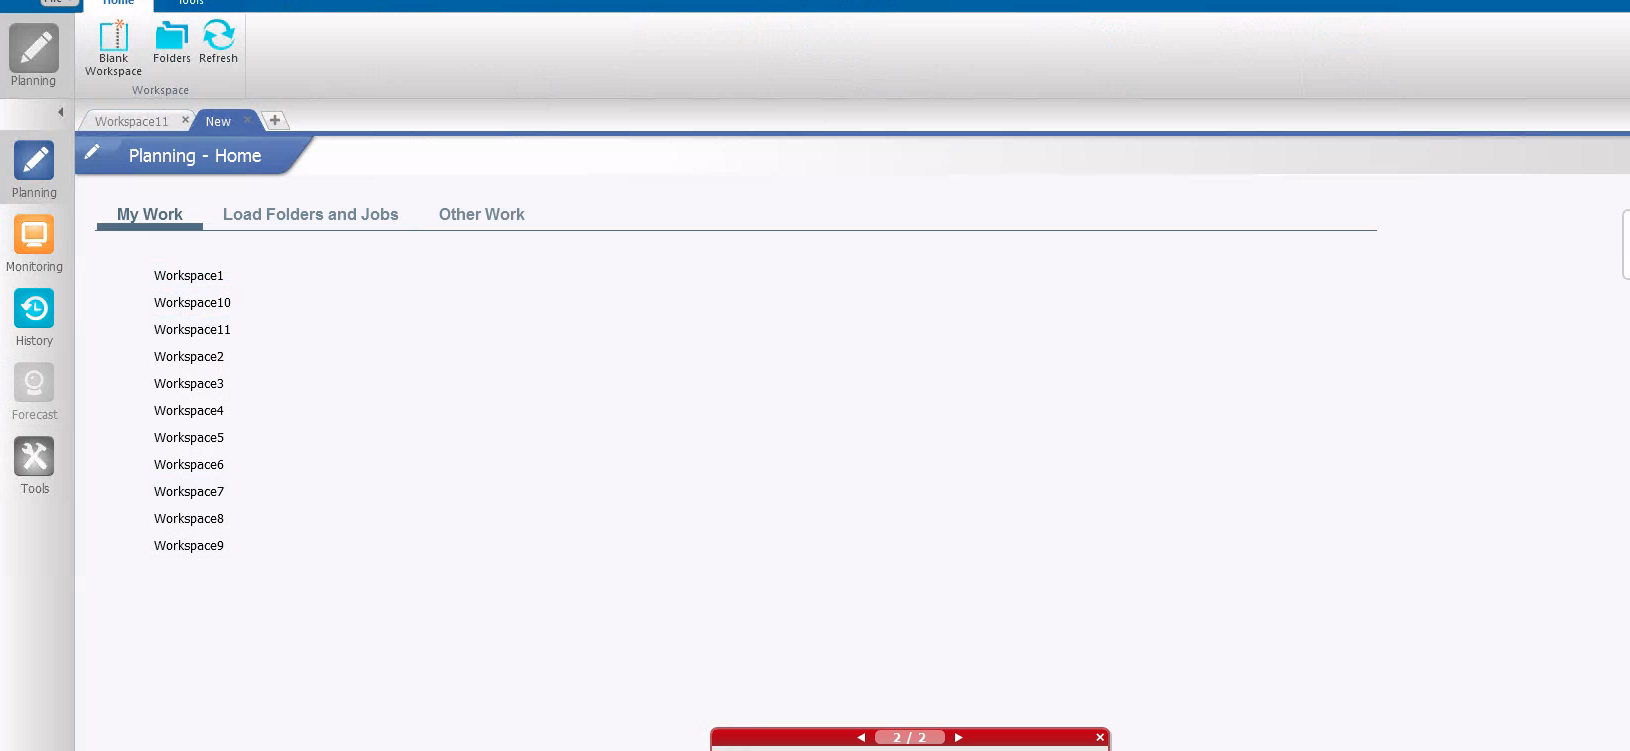 File
Home Tools
Blank Workspace
Folders
Refresh
Workspace
Planning
Workspace11 × New × +
Planning - Home
Planning
Monitoring
History
Forecast
Tools
My Work Load Folders and Jobs Other Work
Workspace1
Workspace10
Workspace11
Workspace2
Workspace3
Workspace4
Workspace5
Workspace6
Workspace7
Workspace8
Workspace9
2 / 2